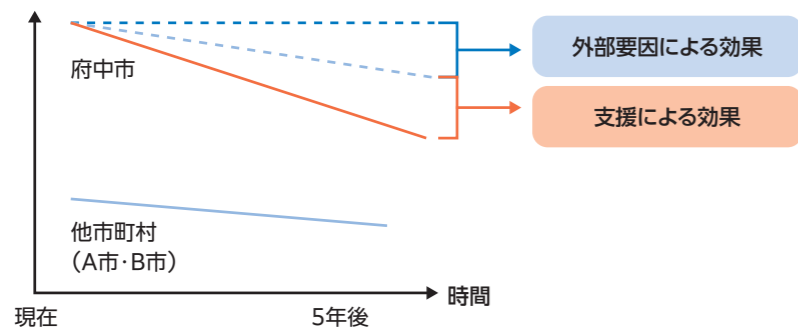 外部要因による効果
府中市
支援による効果
他市町村
（A市・B市）
時間
現在
5年後